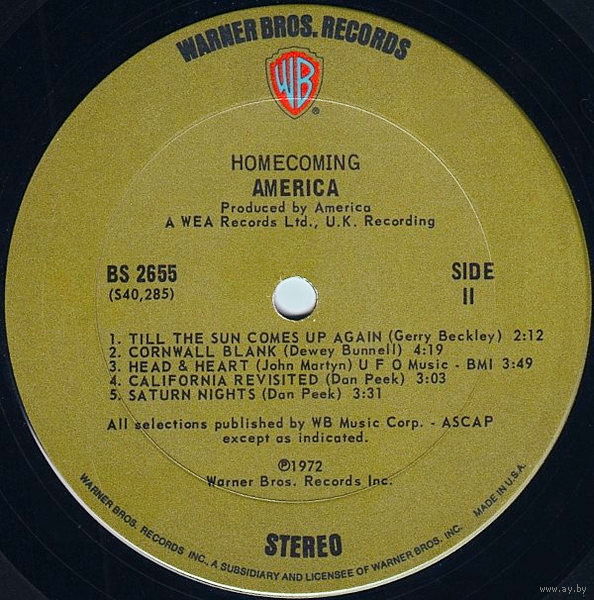 WARNER BROS. RECORDS
WB
®
HOMECOMING
AMERICA
Produced by America
A WEA Records Ltd., U.K. Recording
BS 2655
(S40,285)
SIDE
II
1. TILL THE SUN COMES UP AGAIN (Gerry Beckley) 2:12
2. CORNWALL BLANK (Dewey Bunnell) 4:19
3. HEAD & HEART (John Martyn) U F O Music - BMI 3:49
4. CALIFORNIA REVISITED (Dan Peek) 3:03
5. SATURN NIGHTS (Dan Peek) 3:31
All selections published by WB Music Corp. - ASCAP
except as indicated.
℗1972
Warner Bros. Records Inc.
STEREO
WARNER BROS. RECORDS INC., A SUBSIDIARY AND LICENSEE OF WARNER BROS. INC. MADE IN U.S.A.
www.ay.by